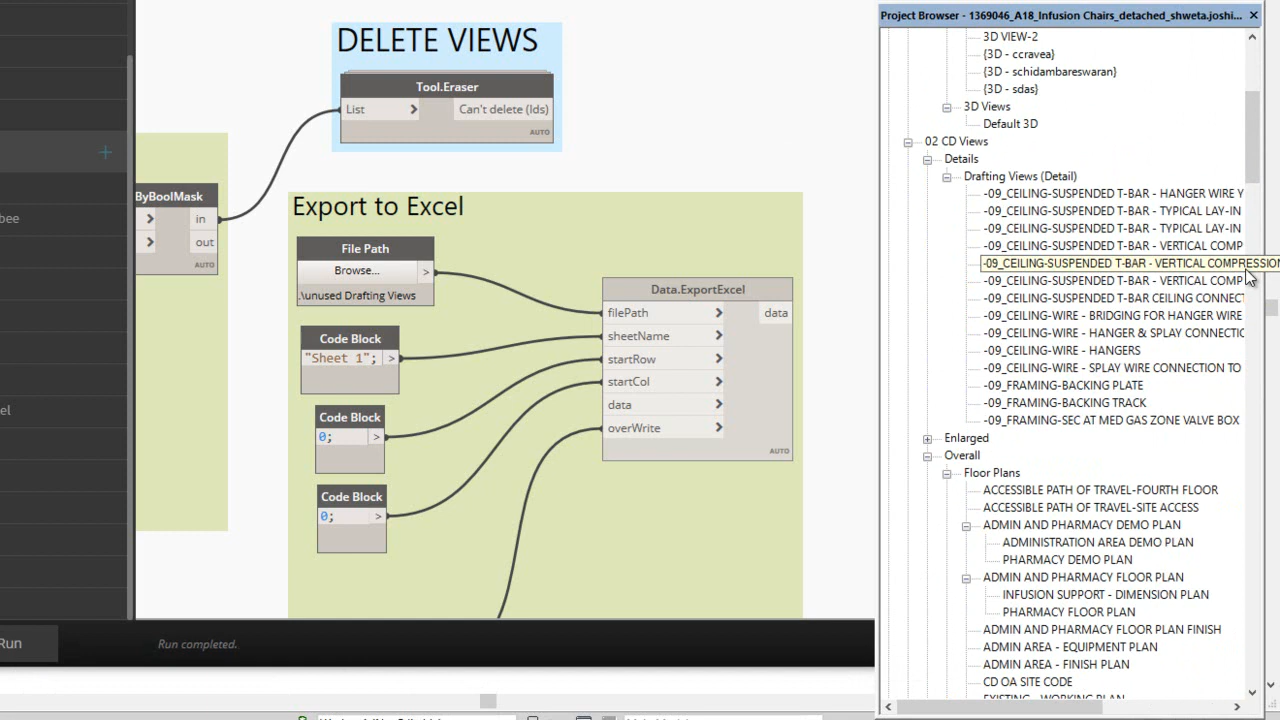 DELETE VIEWS
Tool.Eraser
List
Can't delete (Ids)
AUTO
ByBoolMask
bee
in
out
AUTO
Export to Excel
File Path
Browse...
>
.\unused Drafting Views
Code Block
"Sheet 1";
>
Code Block
0;
>
Code Block
0;
>
Data.ExportExcel
filePath
data
sheetName
startRow
startCol
data
overWrite
AUTO
el
Run
Run completed.
Project Browser - 1369046_A18_Infusion Chairs_detached_shweta.joshi...
3D VIEW-2
{3D - ccravea}
{3D - schidambareswaran}
{3D - sdas}
3D Views
Default 3D
02 CD Views
Details
Drafting Views (Detail)
-09_CEILING-SUSPENDED T-BAR - HANGER WIRE Y
-09_CEILING-SUSPENDED T-BAR - TYPICAL LAY-IN
-09_CEILING-SUSPENDED T-BAR - TYPICAL LAY-IN
-09_CEILING-SUSPENDED T-BAR - VERTICAL COMP
-09_CEILING-SUSPENDED T-BAR - VERTICAL COMPRESSION
-09_CEILING-SUSPENDED T-BAR - VERTICAL COMP
-09_CEILING-SUSPENDED T-BAR CEILING CONNECT
-09_CEILING-WIRE - BRIDGING FOR HANGER WIRE
-09_CEILING-WIRE - HANGER & SPLAY CONNECTIO
-09_CEILING-WIRE - HANGERS
-09_CEILING-WIRE - SPLAY WIRE CONNECTION TO
-09_FRAMING-BACKING PLATE
-09_FRAMING-BACKING TRACK
-09_FRAMING-SEC AT MED GAS ZONE VALVE BOX
Enlarged
Overall
Floor Plans
ACCESSIBLE PATH OF TRAVEL-FOURTH FLOOR
ACCESSIBLE PATH OF TRAVEL-SITE ACCESS
ADMIN AND PHARMACY DEMO PLAN
ADMINISTRATION AREA DEMO PLAN
PHARMACY DEMO PLAN
ADMIN AND PHARMACY FLOOR PLAN
INFUSION SUPPORT - DIMENSION PLAN
PHARMACY FLOOR PLAN
ADMIN AND PHARMACY FLOOR PLAN FINISH
ADMIN AREA - EQUIPMENT PLAN
ADMIN AREA - FINISH PLAN
CD OA SITE CODE
EXISTING - WORKING PLAN